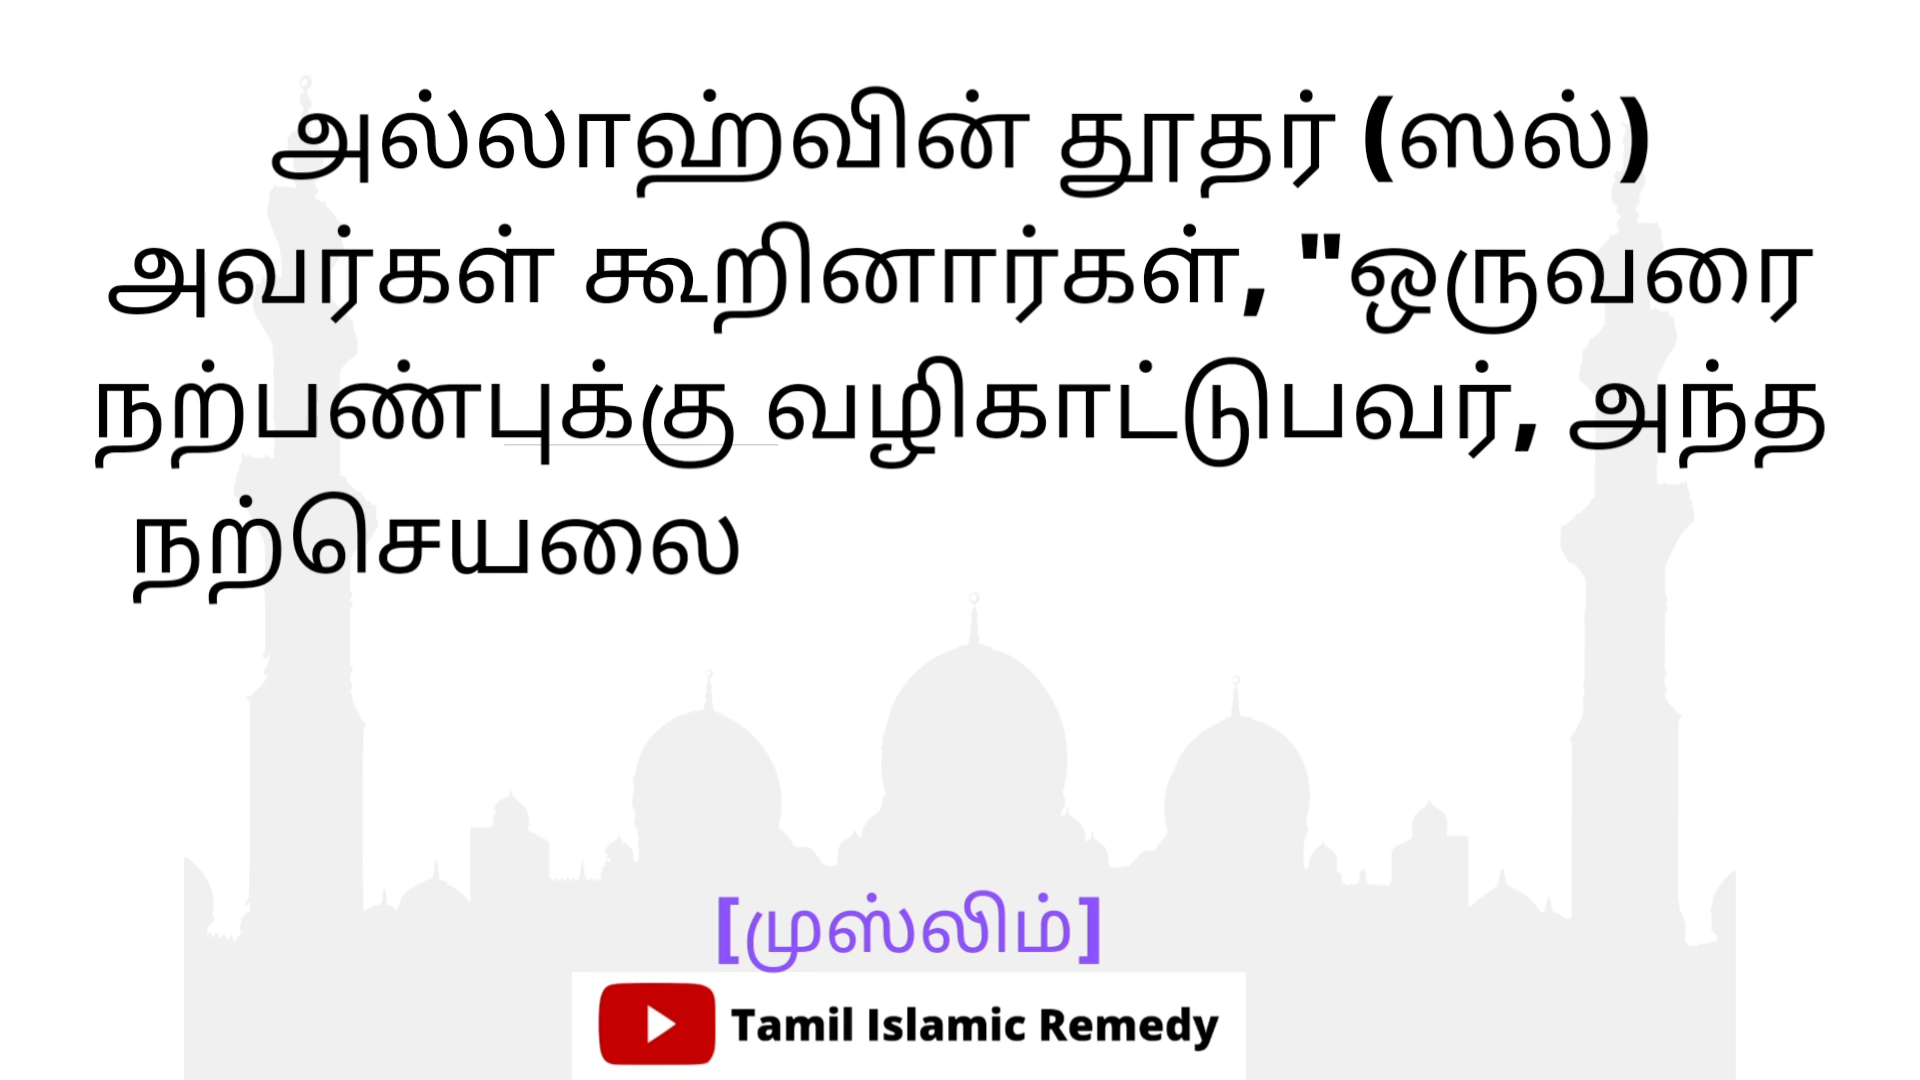 அல்லாஹ்வின் தூதர் (ஸல்)
அவர்கள் கூறினார்கள், "ஒருவரை
நற்பண்புக்கு வழிகாட்டுபவர், அந்த
நற்செயலை
[முஸ்லிம்]
Tamil Islamic Remedy